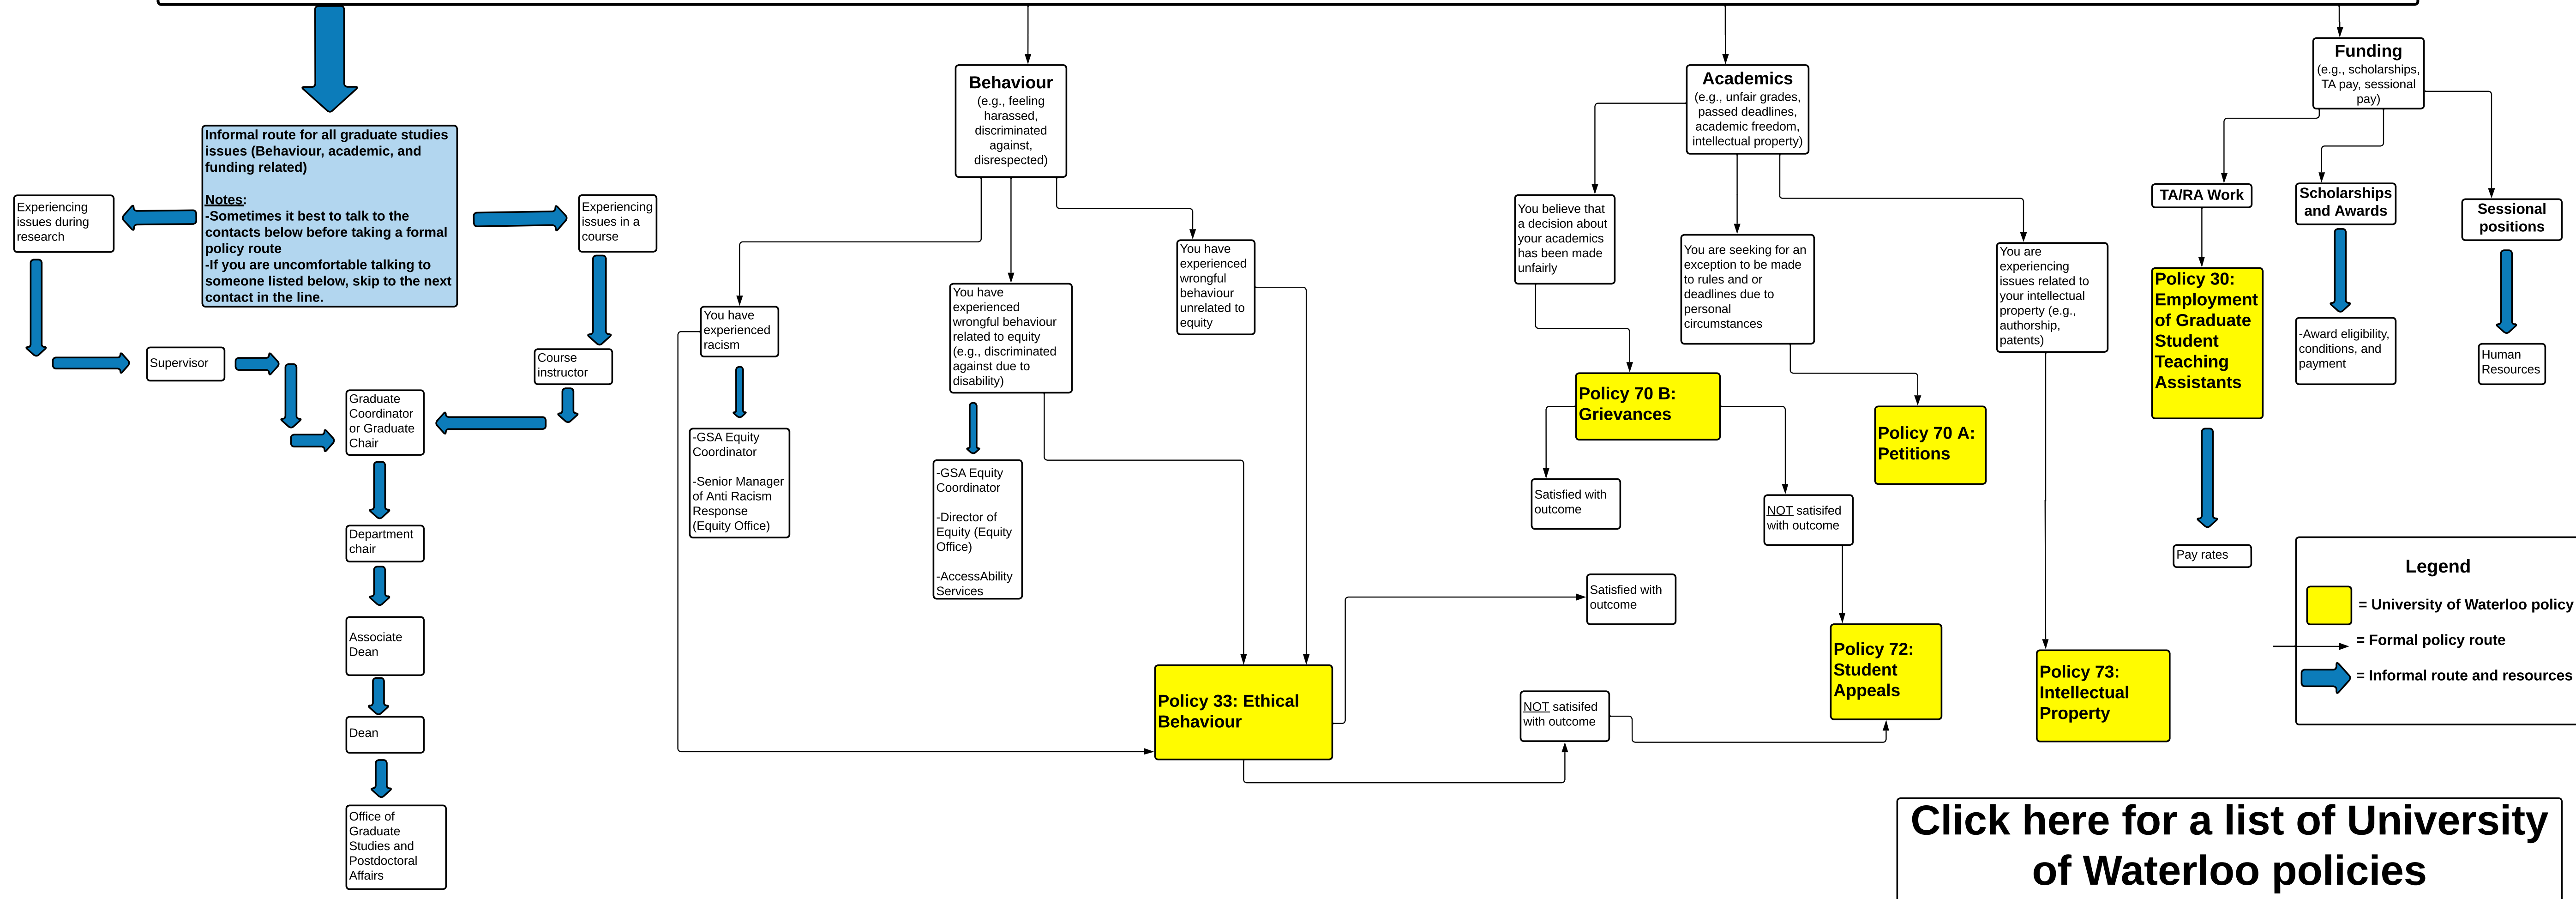 Informal route for all graduate studies
issues (Behaviour, academic, and
funding related)
Notes:
-Sometimes it best to talk to the
contacts below before taking a formal
policy route
-If you are uncomfortable talking to
someone listed below, skip to the next
contact in the line.
Experiencing
issues during
research
Experiencing
issues in a
course
Supervisor
Course
instructor
Graduate
Coordinator
or Graduate
Chair
Department
chair
Associate
Dean
Dean
Office of
Graduate
Studies and
Postdoctoral
Affairs
Behaviour
(e.g., feeling
harassed,
discriminated
against,
disrespected)
You have
experienced
racism
-GSA Equity
Coordinator
-Senior Manager
of Anti Racism
Response
(Equity Office)
You have
experienced
wrongful behaviour
related to equity
(e.g., discriminated
against due to
disability)
-GSA Equity
Coordinator
-Director of
Equity (Equity
Office)
-AccessAbility
Services
You have
experienced
wrongful
behaviour
unrelated to
equity
Policy 33: Ethical
Behaviour
Satisfied with
outcome
NOT satisifed
with outcome
Academics
(e.g., unfair grades,
passed deadlines,
academic freedom,
intellectual property)
You believe that
a decision about
your academics
has been made
unfairly
You are seeking for an
exception to be made
to rules and or
deadlines due to
personal
circumstances
You are
experiencing
issues related to
your intellectual
property (e.g.,
authorship,
patents)
Policy 70 B:
Grievances
Policy 70 A:
Petitions
Satisfied with
outcome
NOT satisifed
with outcome
Policy 72:
Student
Appeals
Policy 73:
Intellectual
Property
Funding
(e.g., scholarships,
TA pay, sessional
pay)
TA/RA Work
Scholarships
and Awards
Sessional
positions
Policy 30:
Employment
of Graduate
Student
Teaching
Assistants
-Award eligibility,
conditions, and
payment
Human
Resources
Pay rates
Legend
= University of Waterloo policy
= Formal policy route
= Informal route and resources
Click here for a list of University
of Waterloo policies